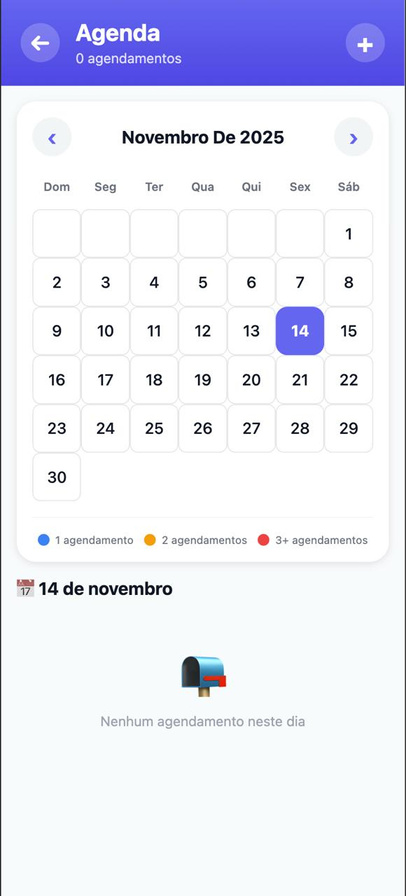 Agenda
0 agendamentos
Novembro De 2025
Dom Seg Ter Qua Qui Sex Sáb
1
2 3 4 5 6 7 8
9 10 11 12 13 14 15
16 17 18 19 20 21 22
23 24 25 26 27 28 29
30
1 agendamento 2 agendamentos 3+ agendamentos
17 14 de novembro
Nenhum agendamento neste dia